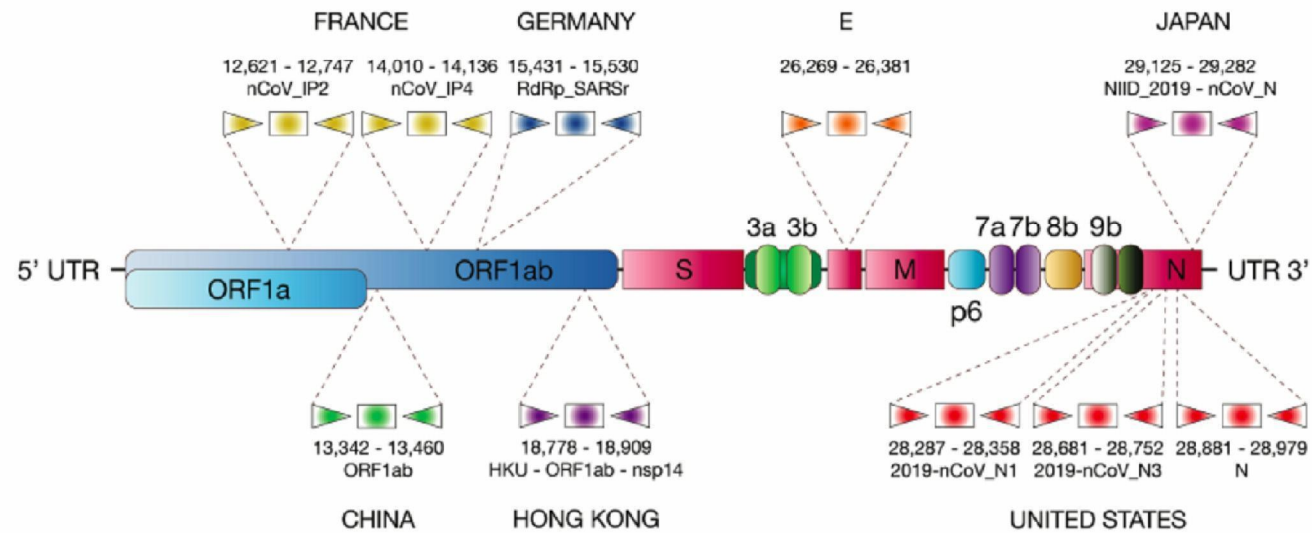 FRANCE GERMANY E JAPAN
12,621 - 12,747 14,010 - 14,136 15,431 - 15,530 26,269 - 26,381 29,125 - 29,282
nCoV_IP2 nCoV_IP4 RdRp_SARSr NIID_2019 - nCoV_N
3a 3b 7a 7b 8b 9b
5' UTR ORF1ab S M N UTR 3'
ORF1a
p6
13,342 - 13,460 18,778 - 18,909 28,287 - 28,358 28,681 - 28,752 28,881 - 28,979
ORF1ab HKU - ORF1ab - nsp14 2019-nCoV_N1 2019-nCoV_N3 N
CHINA HONG KONG UNITED STATES